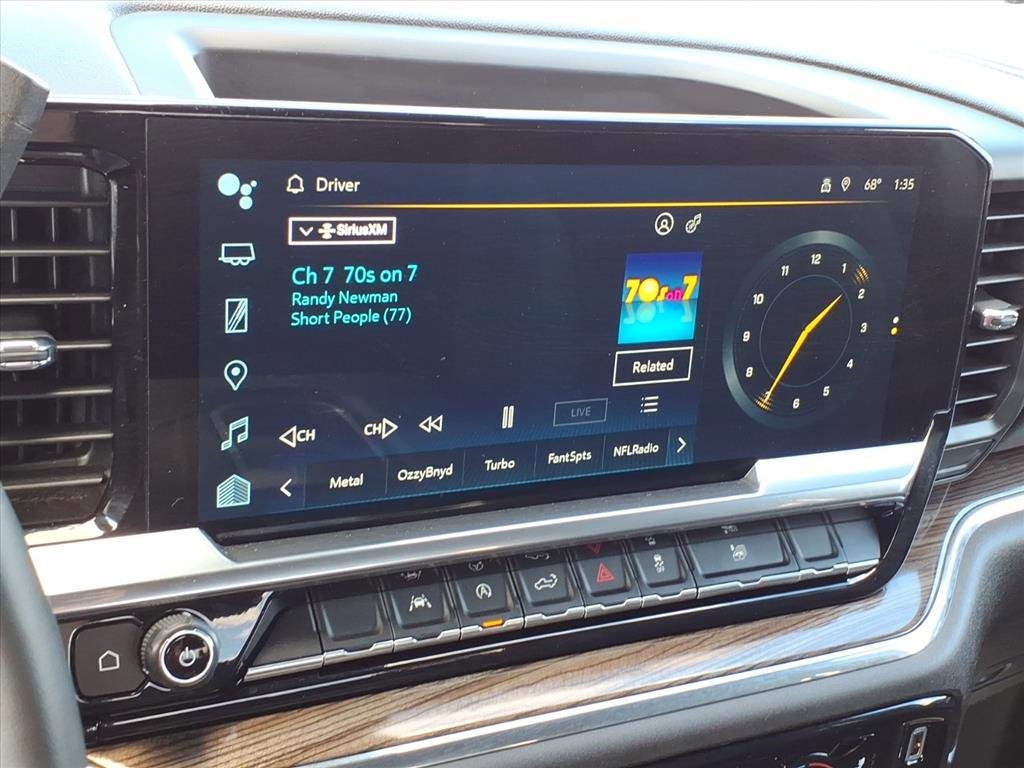 Driver
68° 1:35
SiriusXM
Ch 7 70s on 7
Randy Newman
Short People (77)
70s on 7
Related
12
1
2
3
4
5
6
7
8
9
10
11
CH
CH
LIVE
Metal
OzzyBnyd
Turbo
FantSpts
NFLRadio
A
OFF